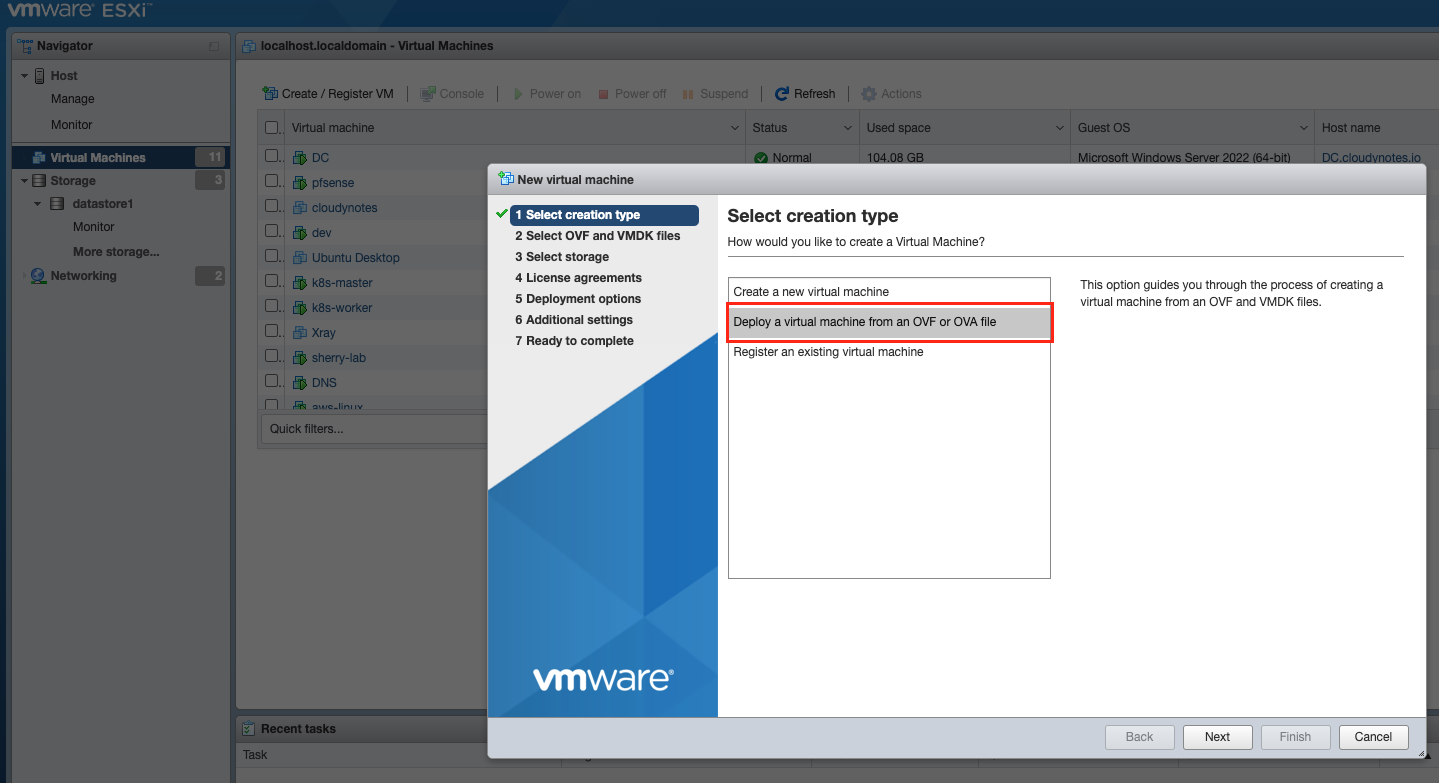 vmware® ESXi™
Navigator
Host
Manage
Monitor
Virtual Machines 11
Storage 3
datastore1
Monitor
More storage...
Networking 2
localhost.localdomain - Virtual Machines
Create / Register VM Console Power on Power off Suspend Refresh Actions
Virtual machine Status Used space Guest OS Host name
DC Normal 104.08 GB Microsoft Windows Server 2022 (64-bit) DC.cloudynotes.io
pfsense
cloudynotes
dev
Ubuntu Desktop
k8s-master
k8s-worker
Xray
sherry-lab
DNS
aws-linux
Quick filters...
New virtual machine
1 Select creation type
2 Select OVF and VMDK files
3 Select storage
4 License agreements
5 Deployment options
6 Additional settings
7 Ready to complete
vmware®
Select creation type
How would you like to create a Virtual Machine?
Create a new virtual machine
Deploy a virtual machine from an OVF or OVA file
Register an existing virtual machine
This option guides you through the process of creating a
virtual machine from an OVF and VMDK files.
Back Next Finish Cancel
Recent tasks
Task